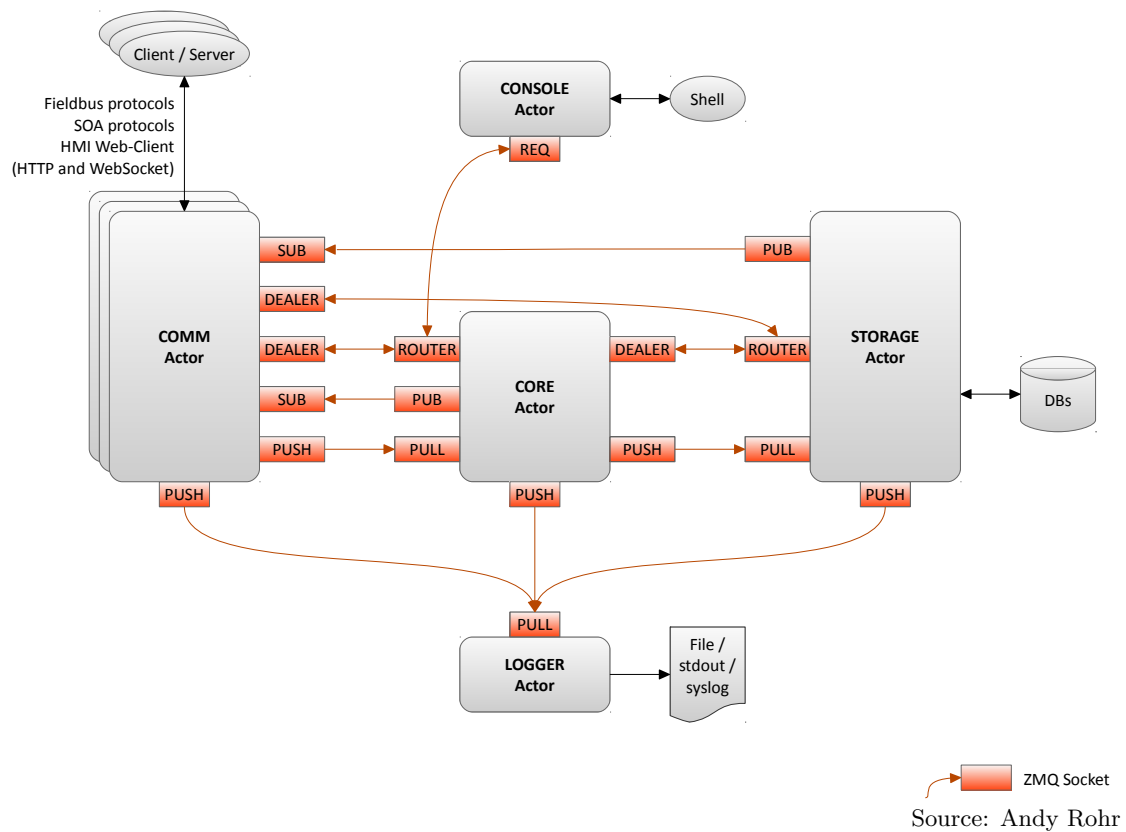 Client / Server
Fieldbus protocols
SOA protocols
HMI Web-Client
(HTTP and WebSocket)
CONSOLE
Actor
Shell
REQ
SUB
PUB
DEALER
COMM
Actor
DEALER
ROUTER
DEALER
ROUTER
STORAGE
Actor
CORE
Actor
SUB
PUB
DBs
PUSH
PULL
PUSH
PULL
PUSH
PUSH
PUSH
PULL
LOGGER
Actor
File /
stdout /
syslog
ZMQ Socket
Source: Andy Rohr